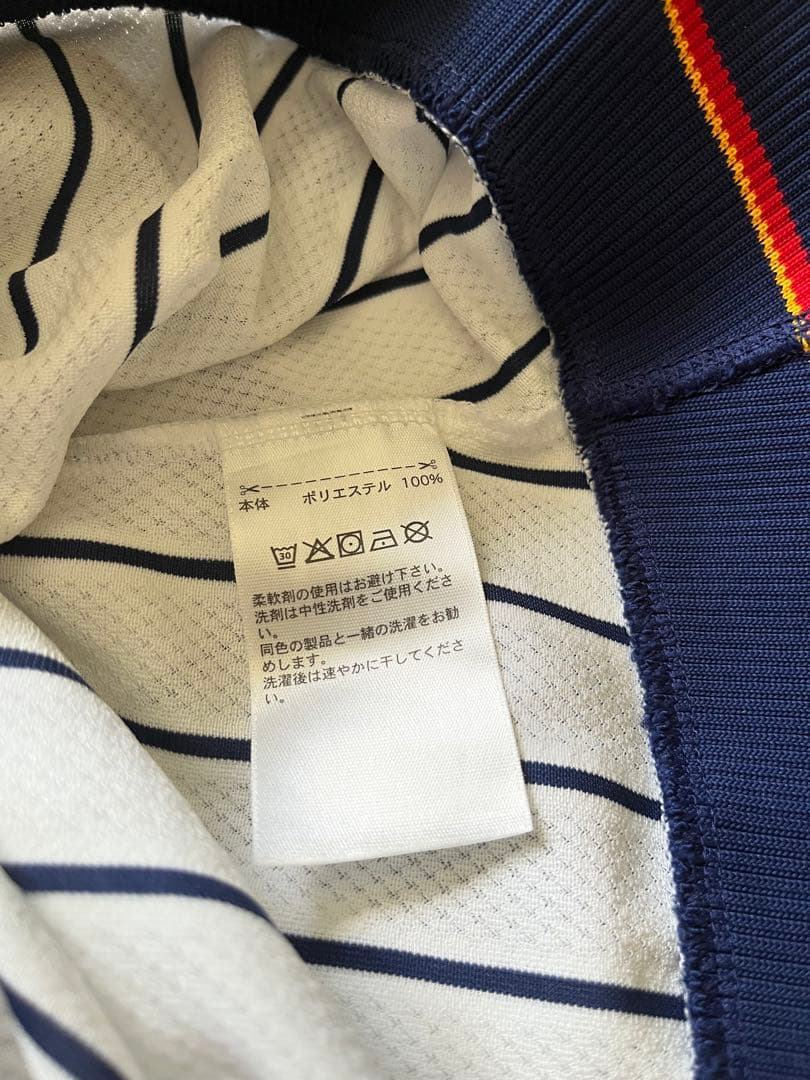 本体 ポリエステル 100%
30
柔軟剤の使用はお避け下さい。
洗剤は中性洗剤をご使用くださ
い。
同色の製品と一緒の洗濯をお勧
めします。
洗濯後は速やかに干してくださ
い。